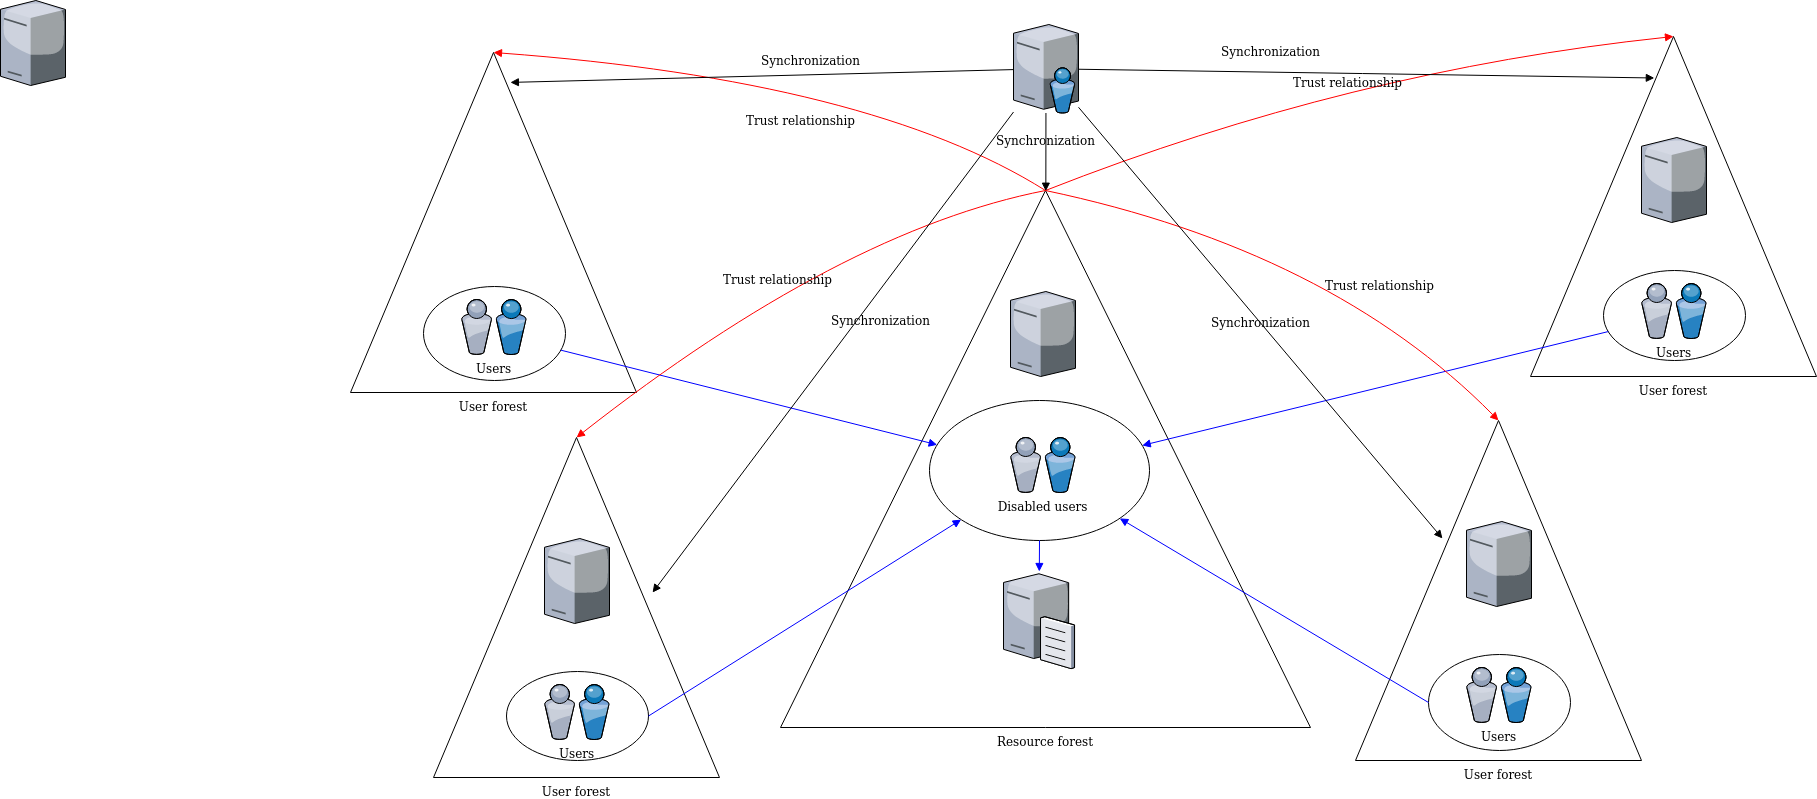 Synchronization
Synchronization
Trust relationship
Trust relationship
Synchronization
Trust relationship
Trust relationship
Synchronization
Synchronization
Users
Users
User forest
User forest
Disabled users
Users
Users
Resource forest
User forest
User forest